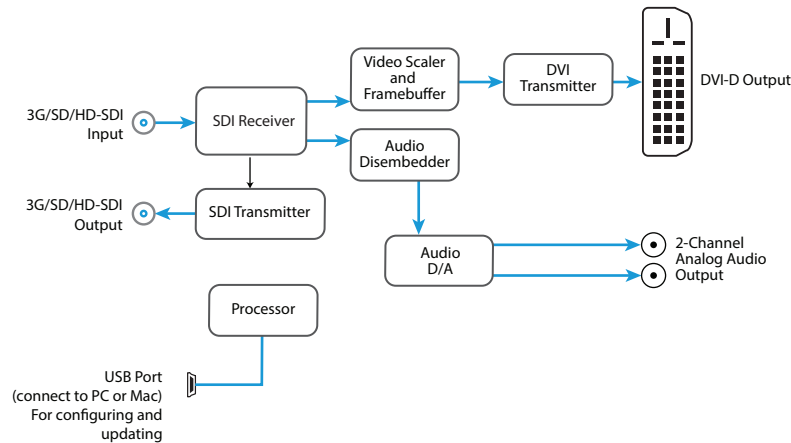 Video Scaler
and
Framebuffer
DVI
Transmitter
DVI-D Output
3G/SD/HD-SDI
Input
SDI Receiver
Audio
Disembedder
3G/SD/HD-SDI
Output
SDI Transmitter
Audio
D/A
2-Channel
Analog Audio
Output
Processor
USB Port
(connect to PC or Mac)
For configuring and
updating